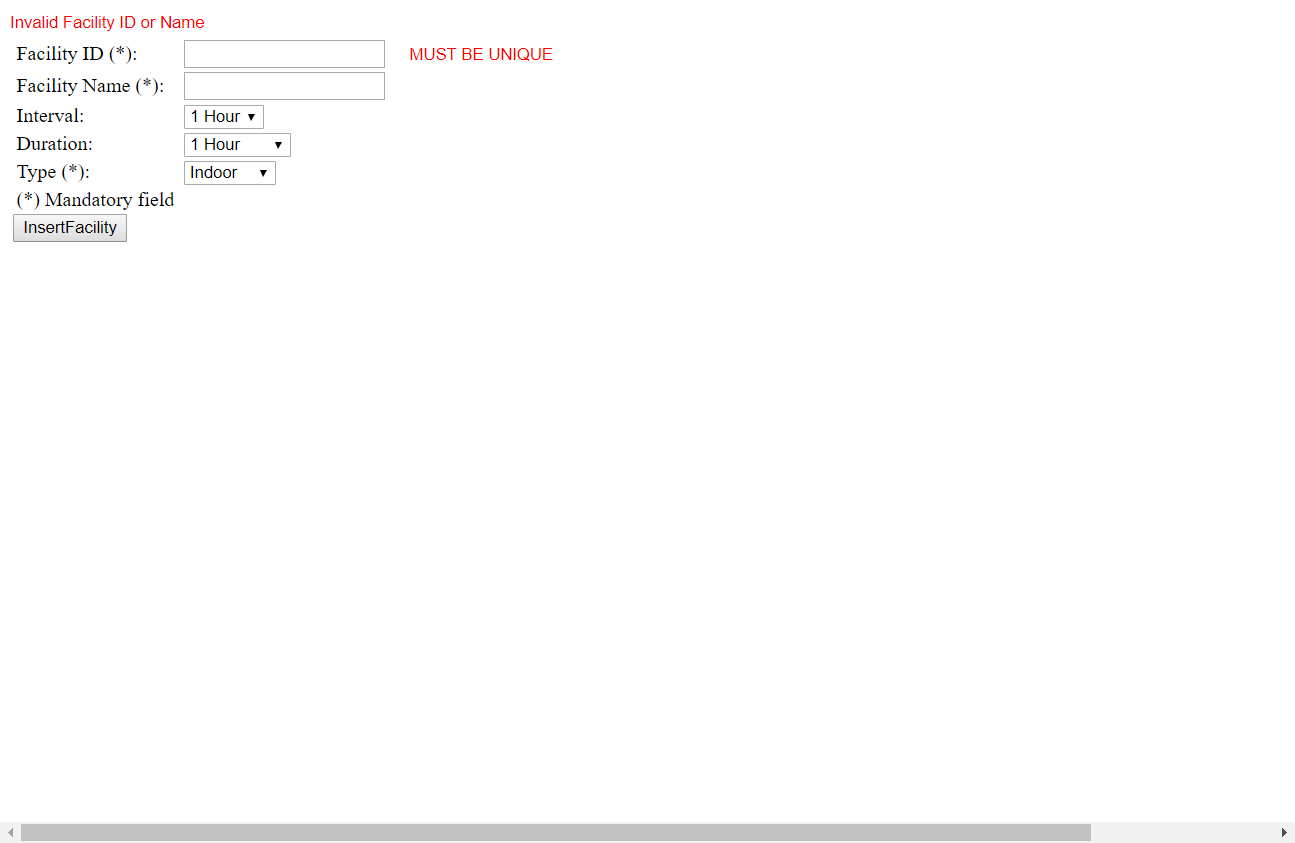 Invalid Facility ID or Name
Facility ID (*): MUST BE UNIQUE
Facility Name (*):
Interval: 1 Hour
Duration: 1 Hour
Type (*): Indoor
(*) Mandatory field
InsertFacility